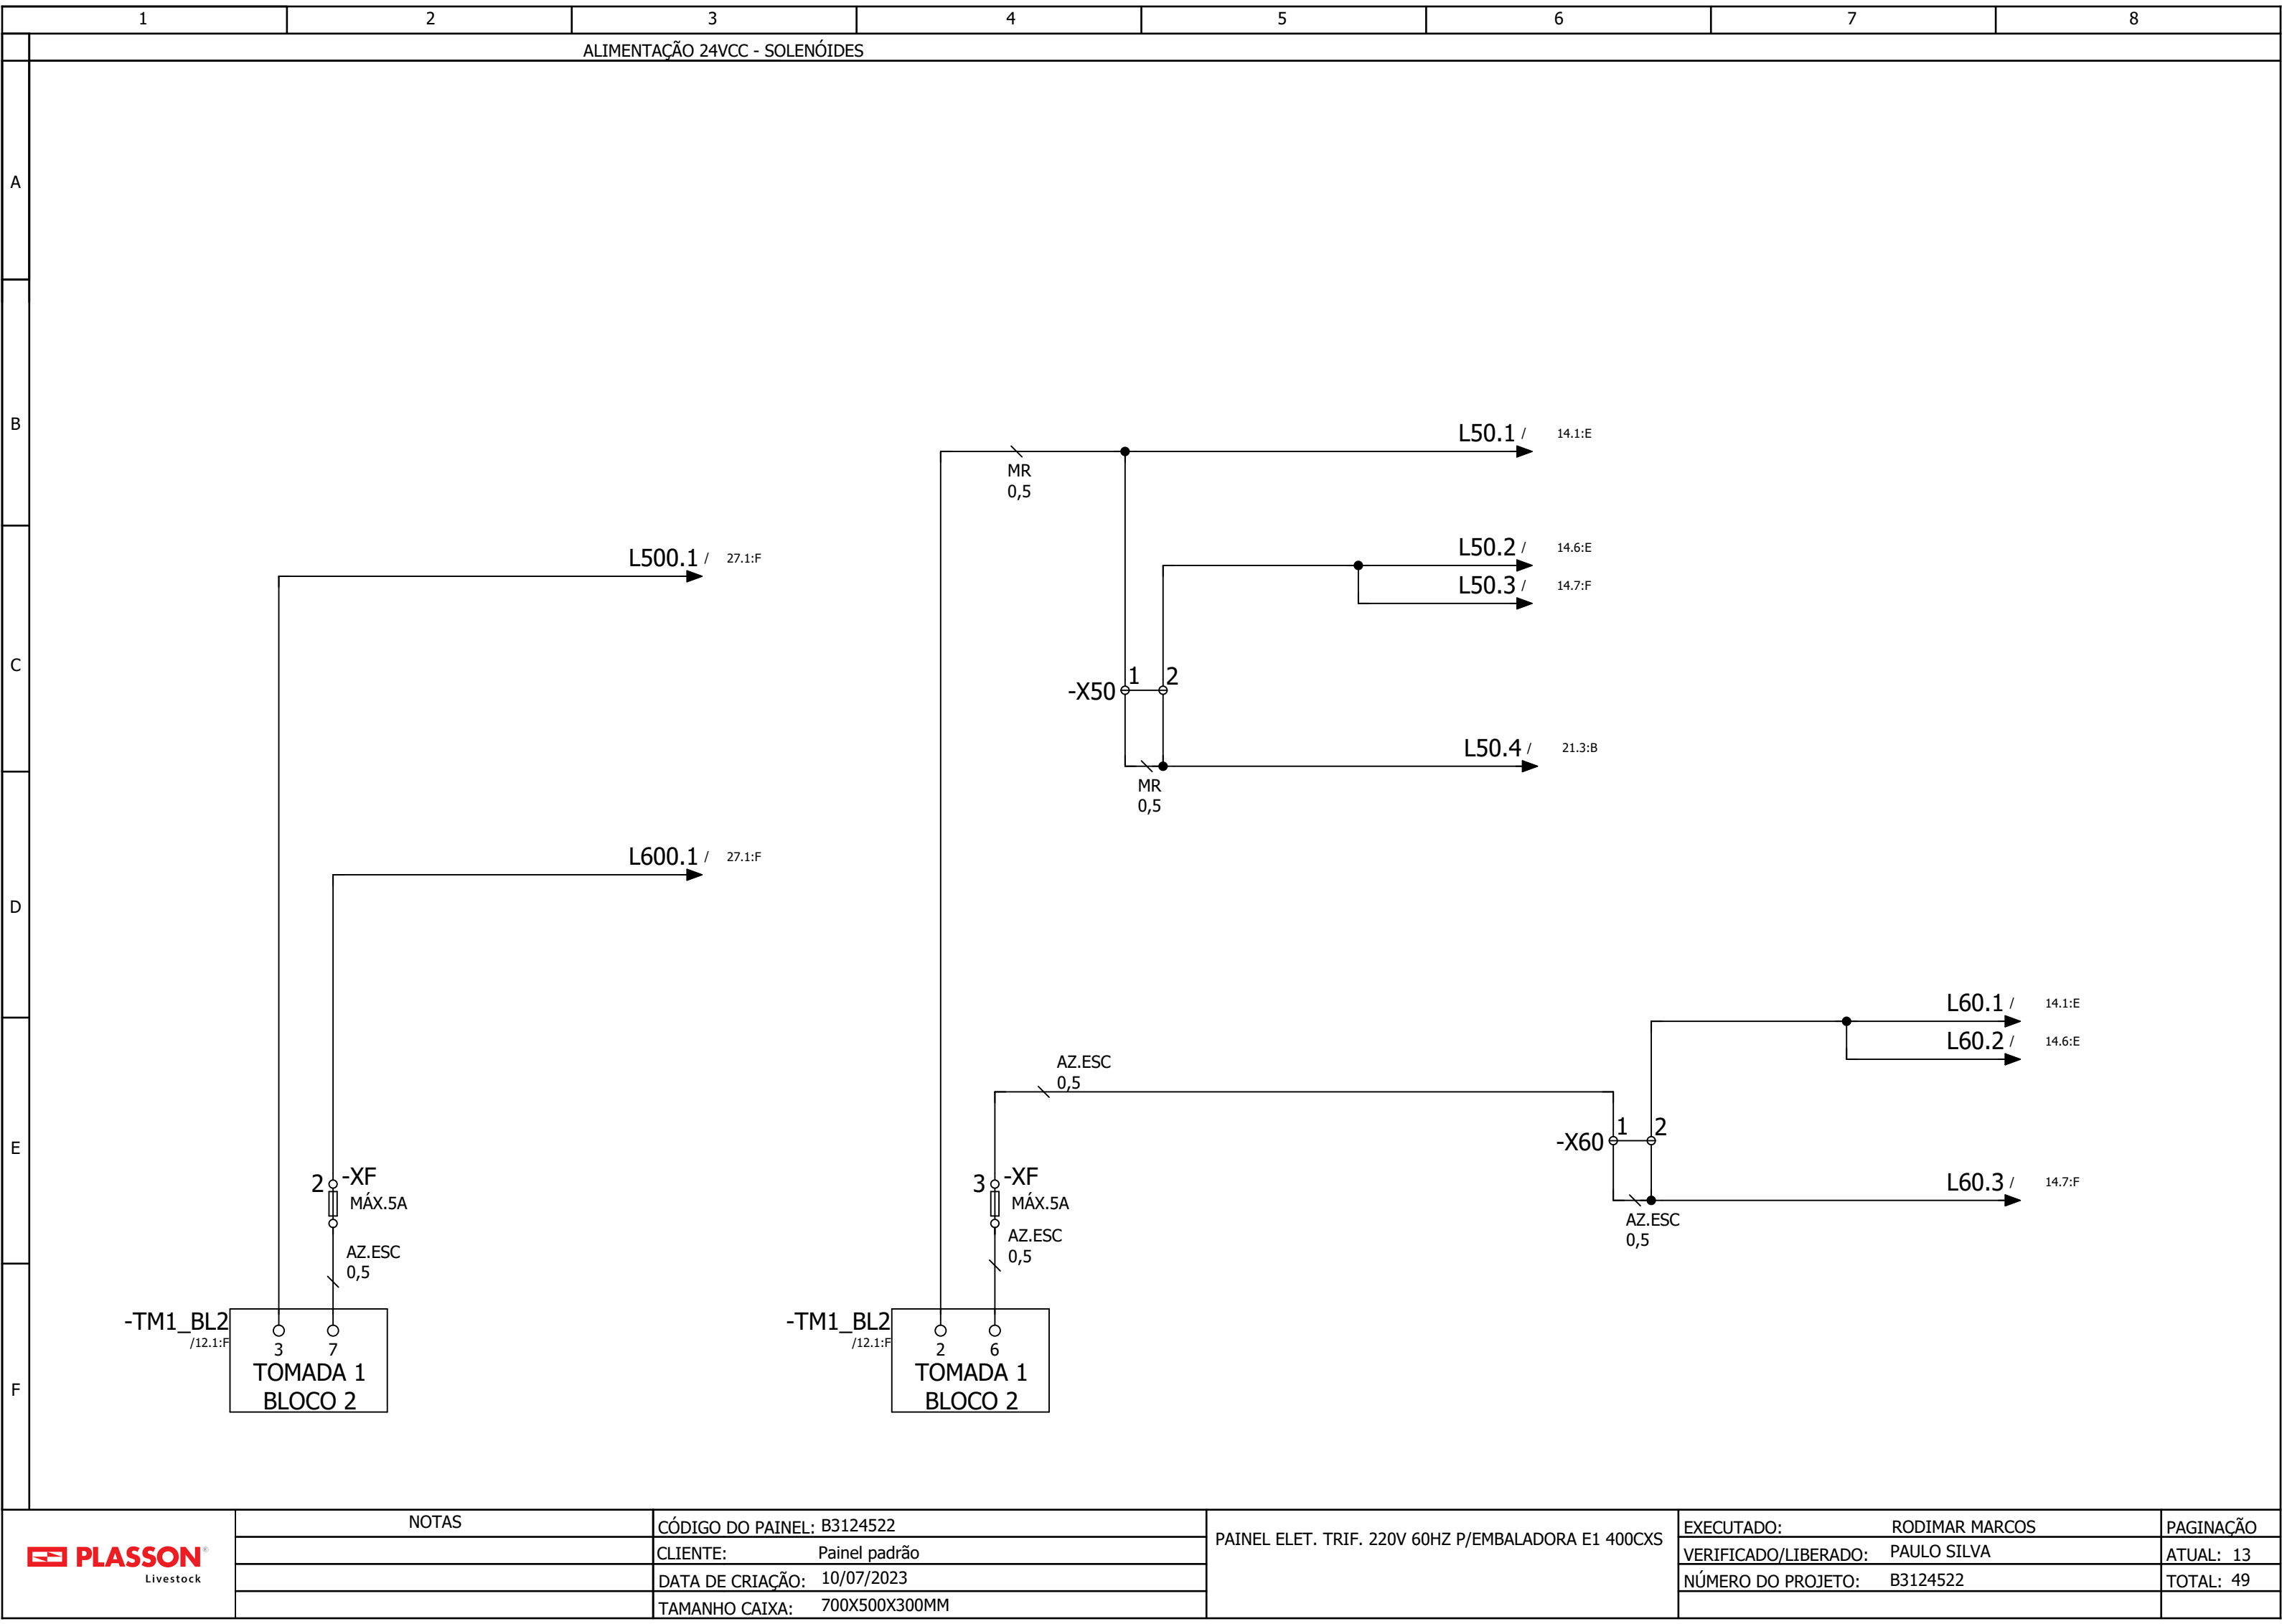 1 2 3 4 5 6 7 8
ALIMENTAÇÃO 24VCC - SOLENÓIDES
A
B
C
D
E
F
L50.1 / 14.1:E
MR
0,5
L500.1 / 27.1:F
L50.2 / 14.6:E
L50.3 / 14.7:F
-X50 1 2
L50.4 / 21.3:B
MR
0,5
L600.1 / 27.1:F
L60.1 / 14.1:E
L60.2 / 14.6:E
AZ.ESC
0,5
-X60 1 2
L60.3 / 14.7:F
AZ.ESC
0,5
2 -XF
MÁX.5A
AZ.ESC
0,5
3 -XF
MÁX.5A
AZ.ESC
0,5
-TM1_BL2
/12.1:F
3 7
TOMADA 1
BLOCO 2
-TM1_BL2
/12.1:F
2 6
TOMADA 1
BLOCO 2
PLASSON®
Livestock
NOTAS
CÓDIGO DO PAINEL: B3124522
CLIENTE: Painel padrão
DATA DE CRIAÇÃO: 10/07/2023
TAMANHO CAIXA: 700X500X300MM
PAINEL ELET. TRIF. 220V 60HZ P/EMBALADORA E1 400CXS
EXECUTADO: RODIMAR MARCOS
VERIFICADO/LIBERADO: PAULO SILVA
NÚMERO DO PROJETO: B3124522
PAGINAÇÃO
ATUAL: 13
TOTAL: 49